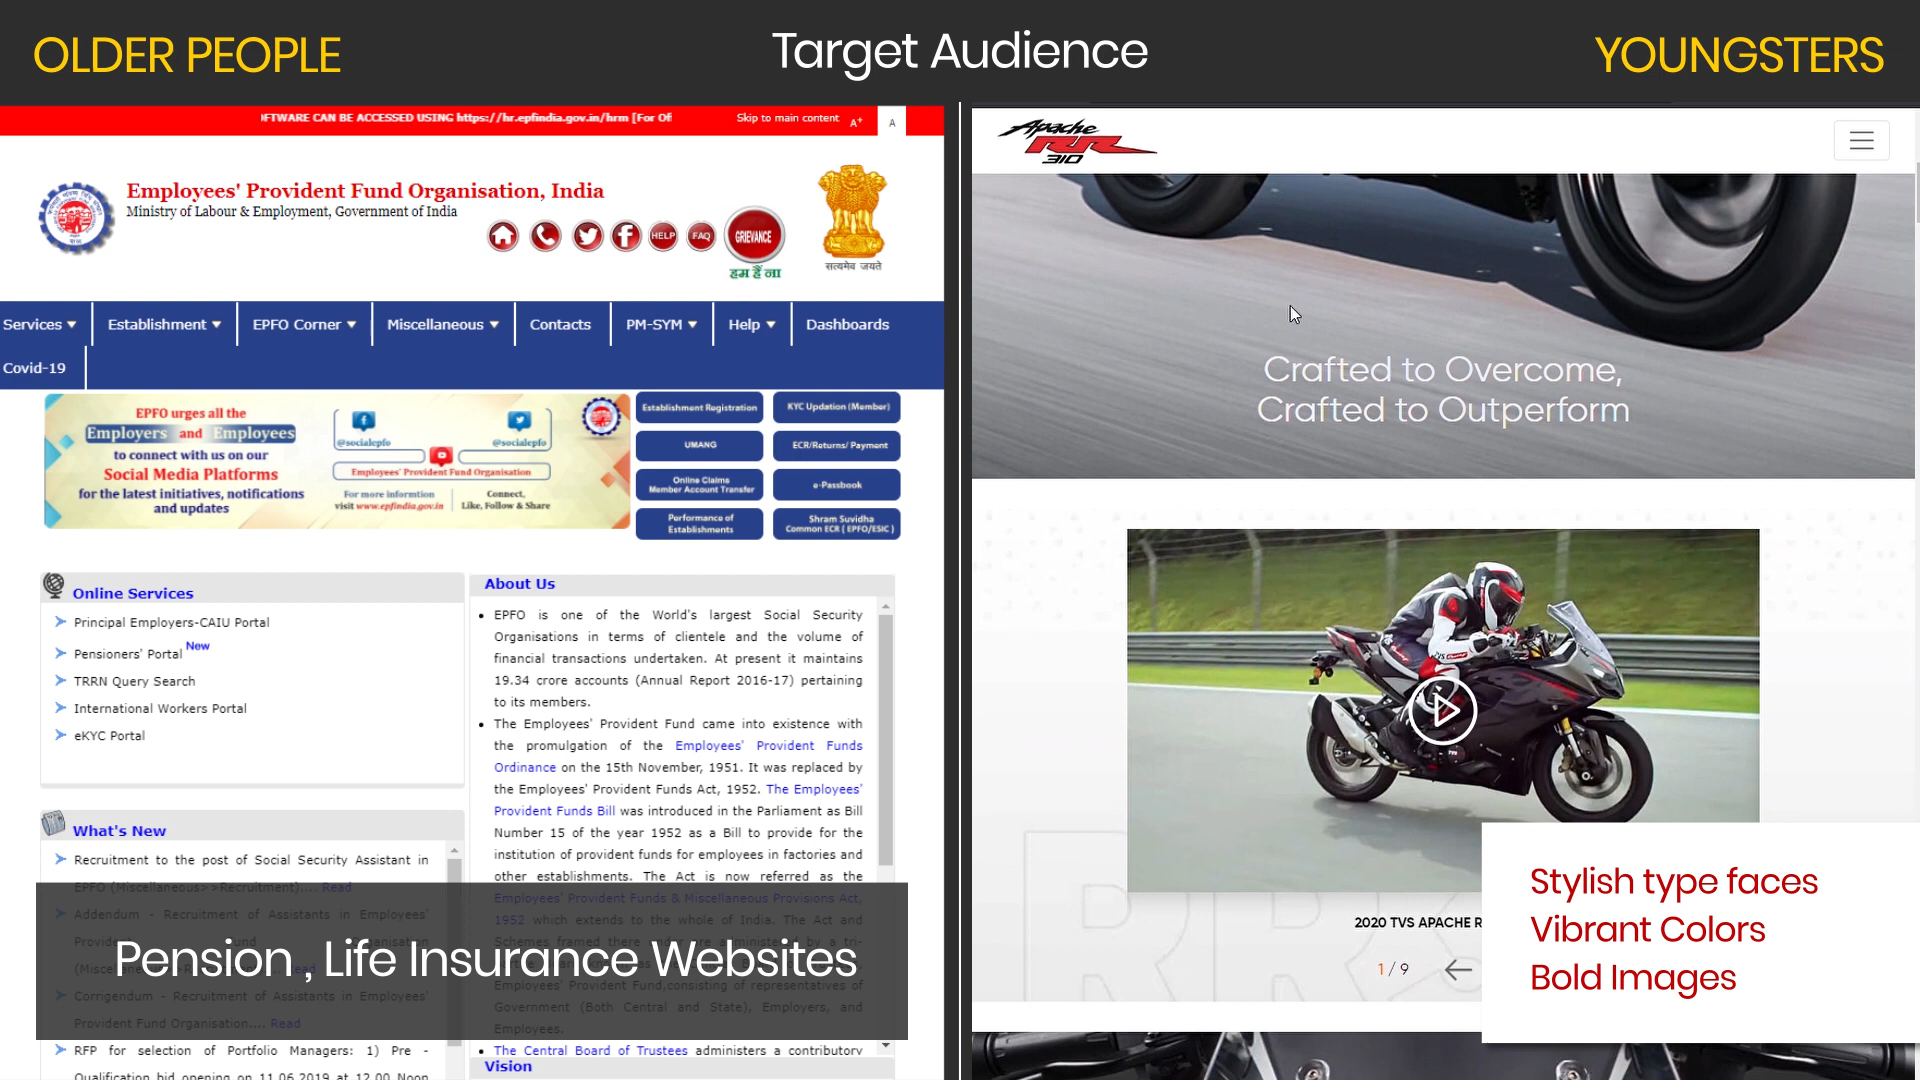 OLDER PEOPLE
Target Audience
YOUNGSTERS
FTWARE CAN BE ACCESSED USING https://hr.epfindia.gov.in/hrm [For Of
Skip to main content
A+
A
Employees' Provident Fund Organisation, India
Ministry of Labour & Employment, Government of India
HELP
FAQ
GRIEVANCE
हम हैं ना
सत्यमेव जयते
Services
Establishment
EPFO Corner
Miscellaneous
Contacts
PM-SYM
Help
Dashboards
Covid-19
EPFO urges all the
Employers and Employees
to connect with us on our
Social Media Platforms
for the latest initiatives, notifications
and updates
@socialepfo
@socialepfo
Employees' Provident Fund Organisation
For more informtion
visit www.epfindia.gov.in
Connect,
Like, Follow & Share
Establishment Registration
KYC Updation (Member)
UMANG
ECR/Returns/ Payment
Online Claims
Member Account Transfer
e-Passbook
Performance of
Establishments
Shram Suvidha
Common ECR ( EPFO/ESIC )
Online Services
Principal Employers-CAIU Portal
Pensioners' Portal New
TRRN Query Search
International Workers Portal
eKYC Portal
What's New
Recruitment to the post of Social Security Assistant in
EPFO (Miscellaneous>>Recruitment).... Read
Addendum - Recruitment of Assistants in Employees'
Corrigendum - Recruitment of Assistants in Employees'
Provident Fund Organisation.... Read
RFP for selection of Portfolio Managers: 1) Pre -
Qualification bid opening on 11.06.2019 at 12.00 Noon
About Us
EPFO is one of the World's largest Social Security
Organisations in terms of clientele and the volume of
financial transactions undertaken. At present it maintains
19.34 crore accounts (Annual Report 2016-17) pertaining
to its members.
The Employees' Provident Fund came into existence with
the promulgation of the Employees' Provident Funds
Ordinance on the 15th November, 1951. It was replaced by
the Employees' Provident Funds Act, 1952. The Employees'
Provident Funds Bill was introduced in the Parliament as Bill
Number 15 of the year 1952 as a Bill to provide for the
institution of provident funds for employees in factories and
other establishments. The Act is now referred as the
Employees' Provident Funds & Miscellaneous Provisions Act,
1952 which extends to the whole of India. The Act and
Schemes framed there
Employees' Provident Fund,consisting of representatives of
Government (Both Central and State), Employers, and
Employees.
The Central Board of Trustees administers a contributory
Vision
Pension , Life Insurance Websites
Apache
RR
310
Crafted to Overcome,
Crafted to Outperform
2020 TVS APACHE R
1 / 9
Stylish type faces
Vibrant Colors
Bold Images